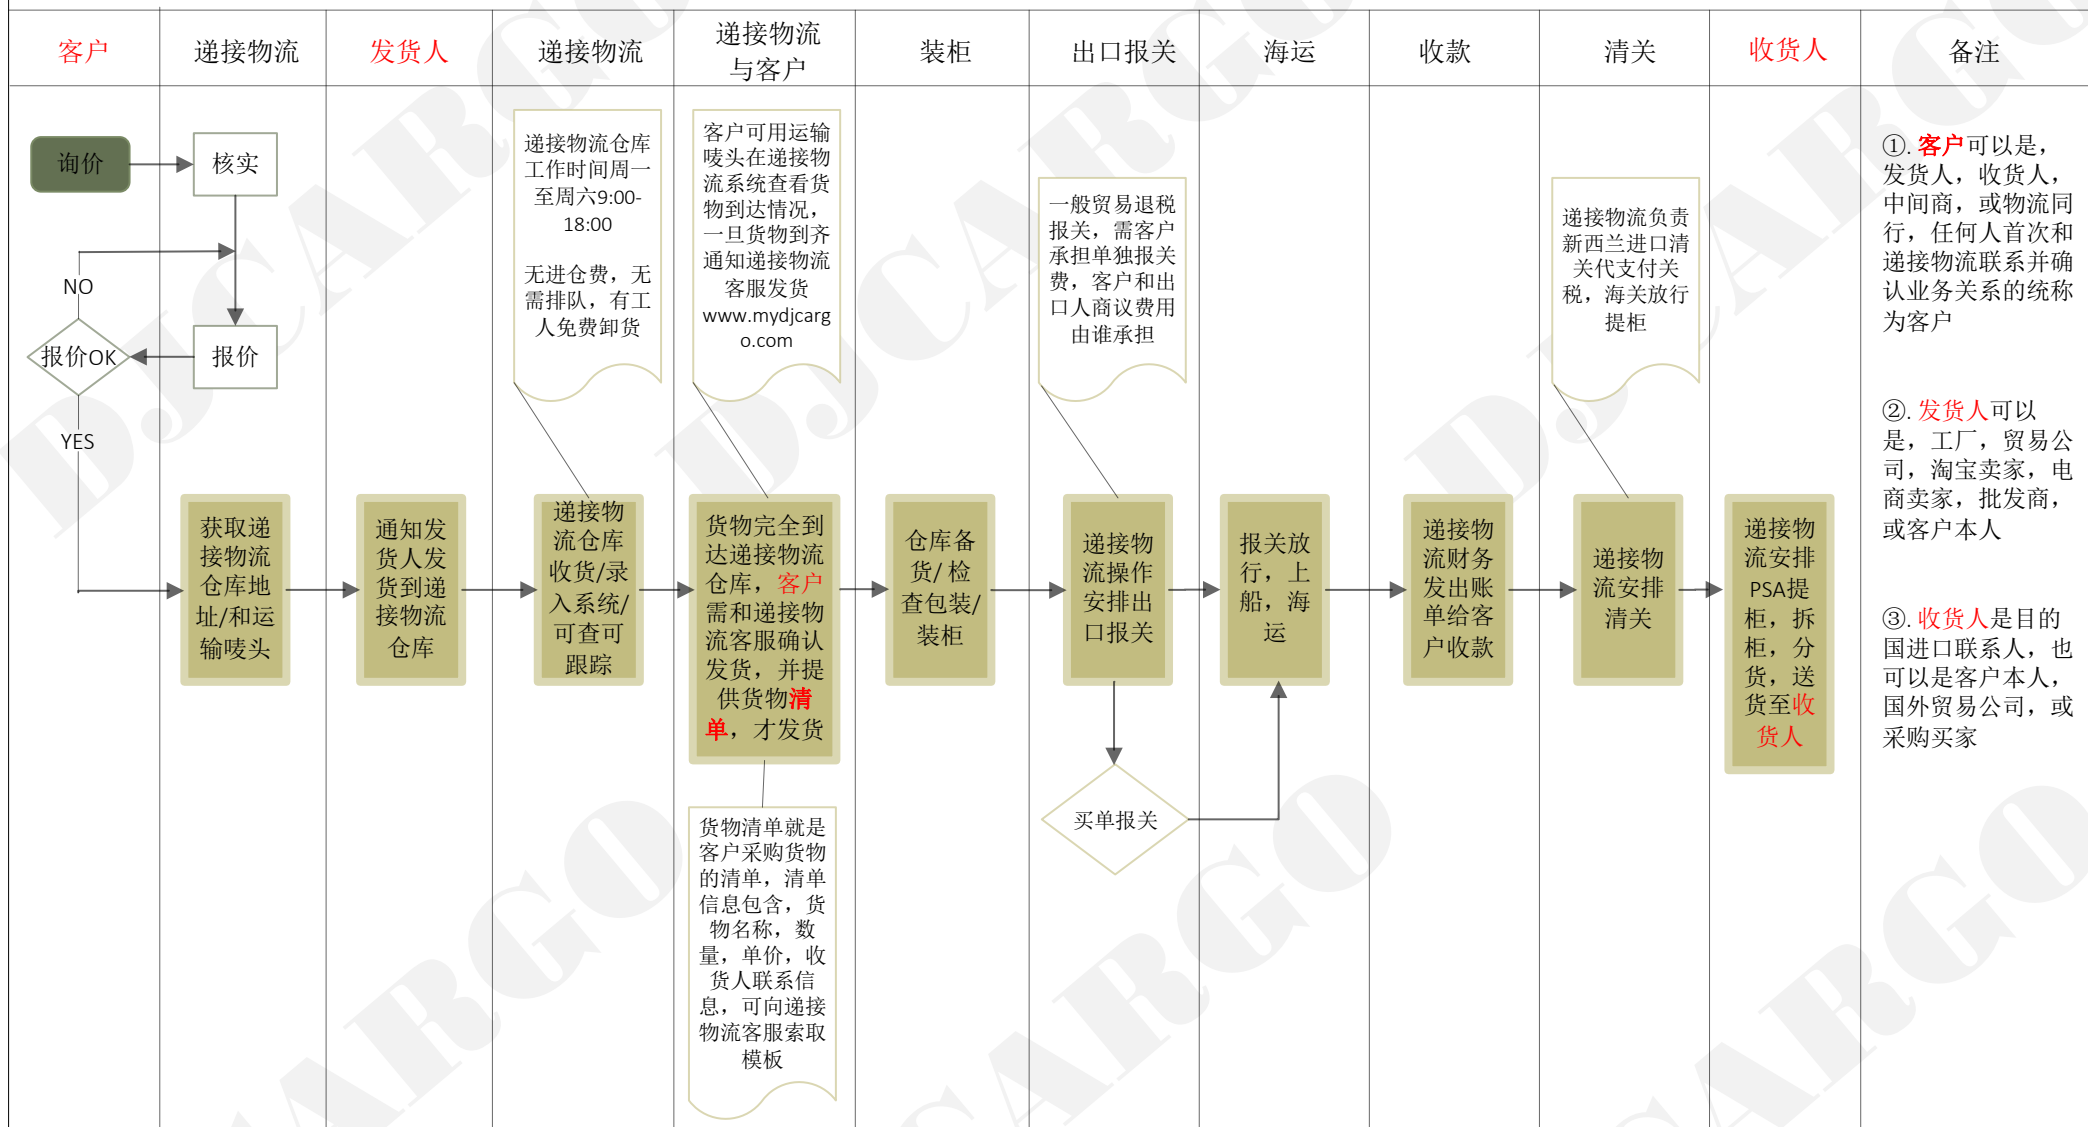 客户
递接物流
发货人
递接物流
递接物流
与客户
装柜
出口报关
海运
收款
清关
收货人
备注
询价
核实
NO
报价OK
报价
YES
递接物流仓库
工作时间周一
至周六9:00-
18:00
无进仓费，无
需排队，有工
人免费卸货
客户可用运输
唛头在递接物
流系统查看货
物到达情况，
一旦货物到齐
通知递接物流
客服发货
www.mydjcarg
o.com
一般贸易退税
报关，需客户
承担单独报关
费，客户和出
口人商议费用
由谁承担
递接物流负责
新西兰进口清
关代支付关
税，海关放行
提柜
①. 客户可以是，
发货人，收货人，
中间商，或物流同
行，任何人首次和
递接物流联系并确
认业务关系的统称
为客户
②. 发货人可以
是，工厂，贸易公
司，淘宝卖家，电
商卖家，批发商，
或客户本人
③. 收货人是目的
国进口联系人，也
可以是客户本人，
国外贸易公司，或
采购买家
获取递
接物流
仓库地
址/和运
输唛头
通知发
货人发
货到递
接物流
仓库
递接物
流仓库
收货/录
入系统/
可查可
跟踪
货物完全到
达递接物流
仓库，客户
需和递接物
流客服确认
发货，并提
供货物清
单，才发货
仓库备
货/ 检
查包装/
装柜
递接物
流操作
安排出
口报关
报关放
行，上
船，海
运
递接物
流财务
发出账
单给客
户收款
递接物
流安排
清关
递接物
流安排
PSA提
柜，拆
柜，分
货，送
货至收
货人
买单报关
货物清单就是
客户采购货物
的清单，清单
信息包含，货
物名称，数
量，单价，收
货人联系信
息，可向递接
物流客服索取
模板
DJCARGO
DJCARGO
DJCARGO
CARGO
CARGO
CARGO